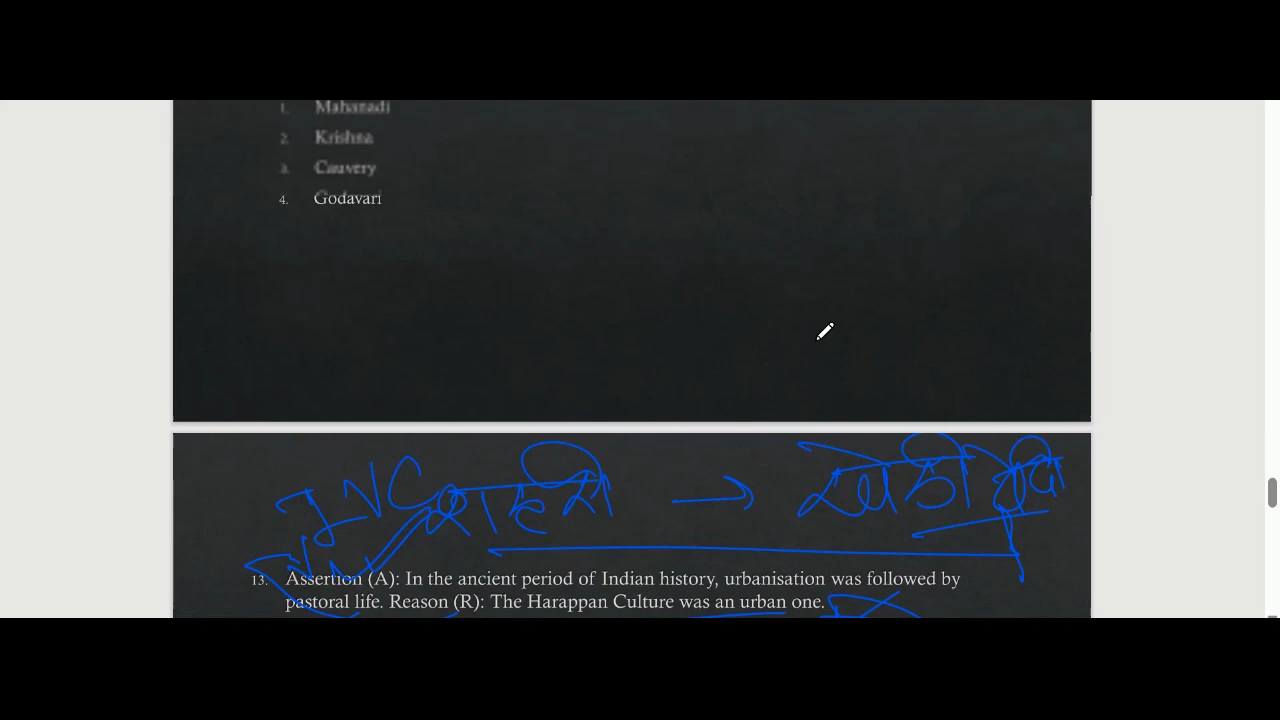 1. Mahanadi
2. Krishna
3. Cauvery
4. Godavari
शहरी → ग्रामीण
13. Assertion (A): In the ancient period of Indian history, urbanisation was followed by
pastoral life. Reason (R): The Harappan Culture was an urban one.